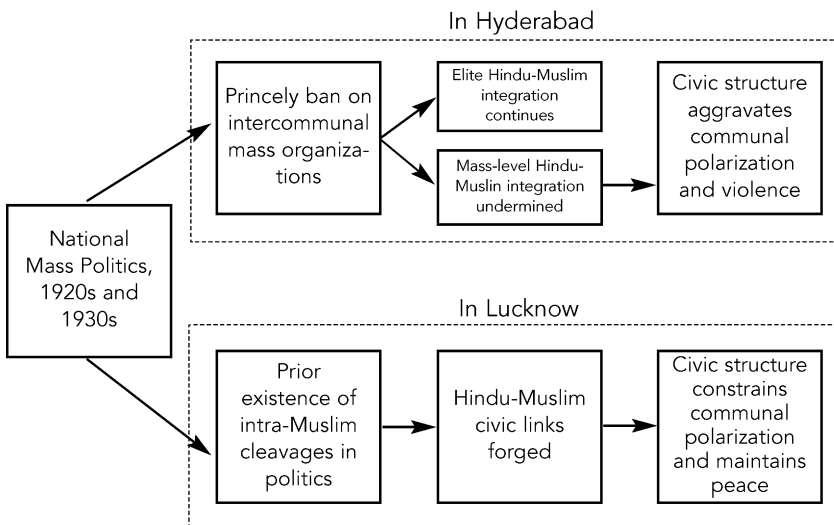 In Hyderabad
Princely ban on
intercommunal
mass organiza-
tions
Elite Hindu-Muslim
integration
continues
Mass-level Hindu-
Muslin integration
undermined
Civic structure
aggravates
communal
polarization
and violence
National
Mass Politics,
1920s and
1930s
In Lucknow
Prior
existence of
intra-Muslim
cleavages in
politics
Hindu-Muslim
civic links
forged
Civic structure
constrains
communal
polarization
and maintains
peace